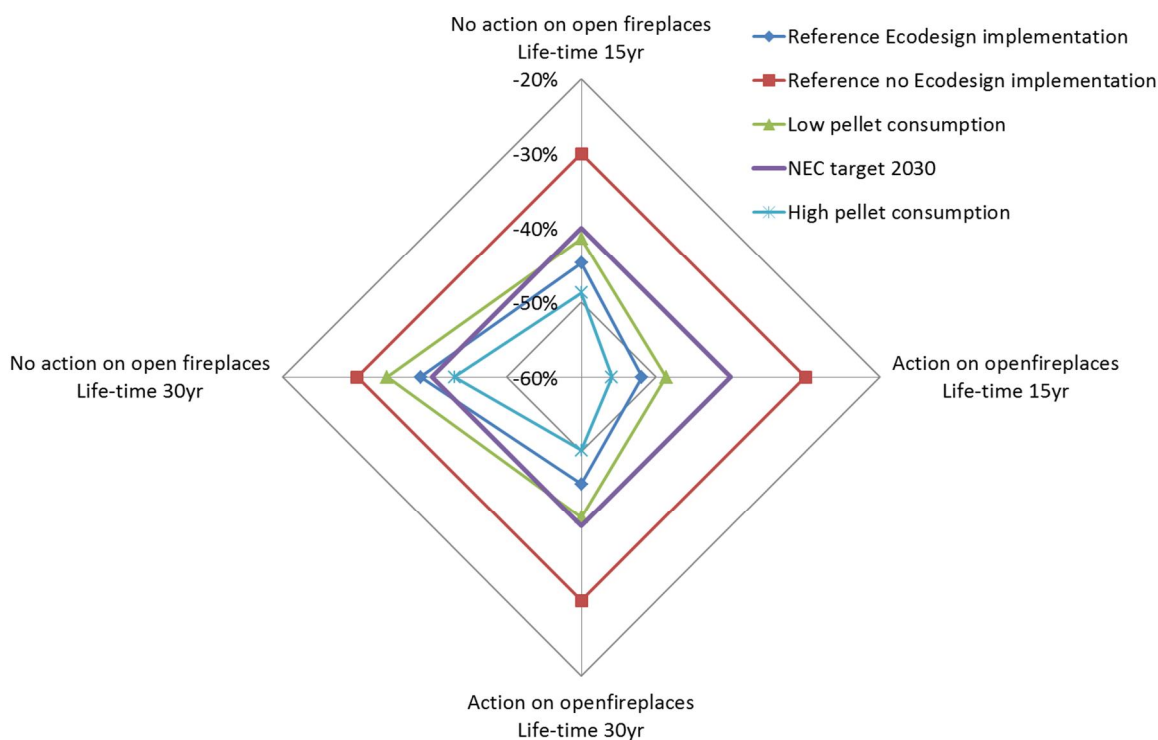 No action on open fireplaces
Life-time 15yr
-20%
-30%
-40%
-50%
-60%
Reference Ecodesign implementation
Reference no Ecodesign implementation
Low pellet consumption
NEC target 2030
High pellet consumption
No action on open fireplaces
Life-time 30yr
Action on openfireplaces
Life-time 15yr
Action on openfireplaces
Life-time 30yr